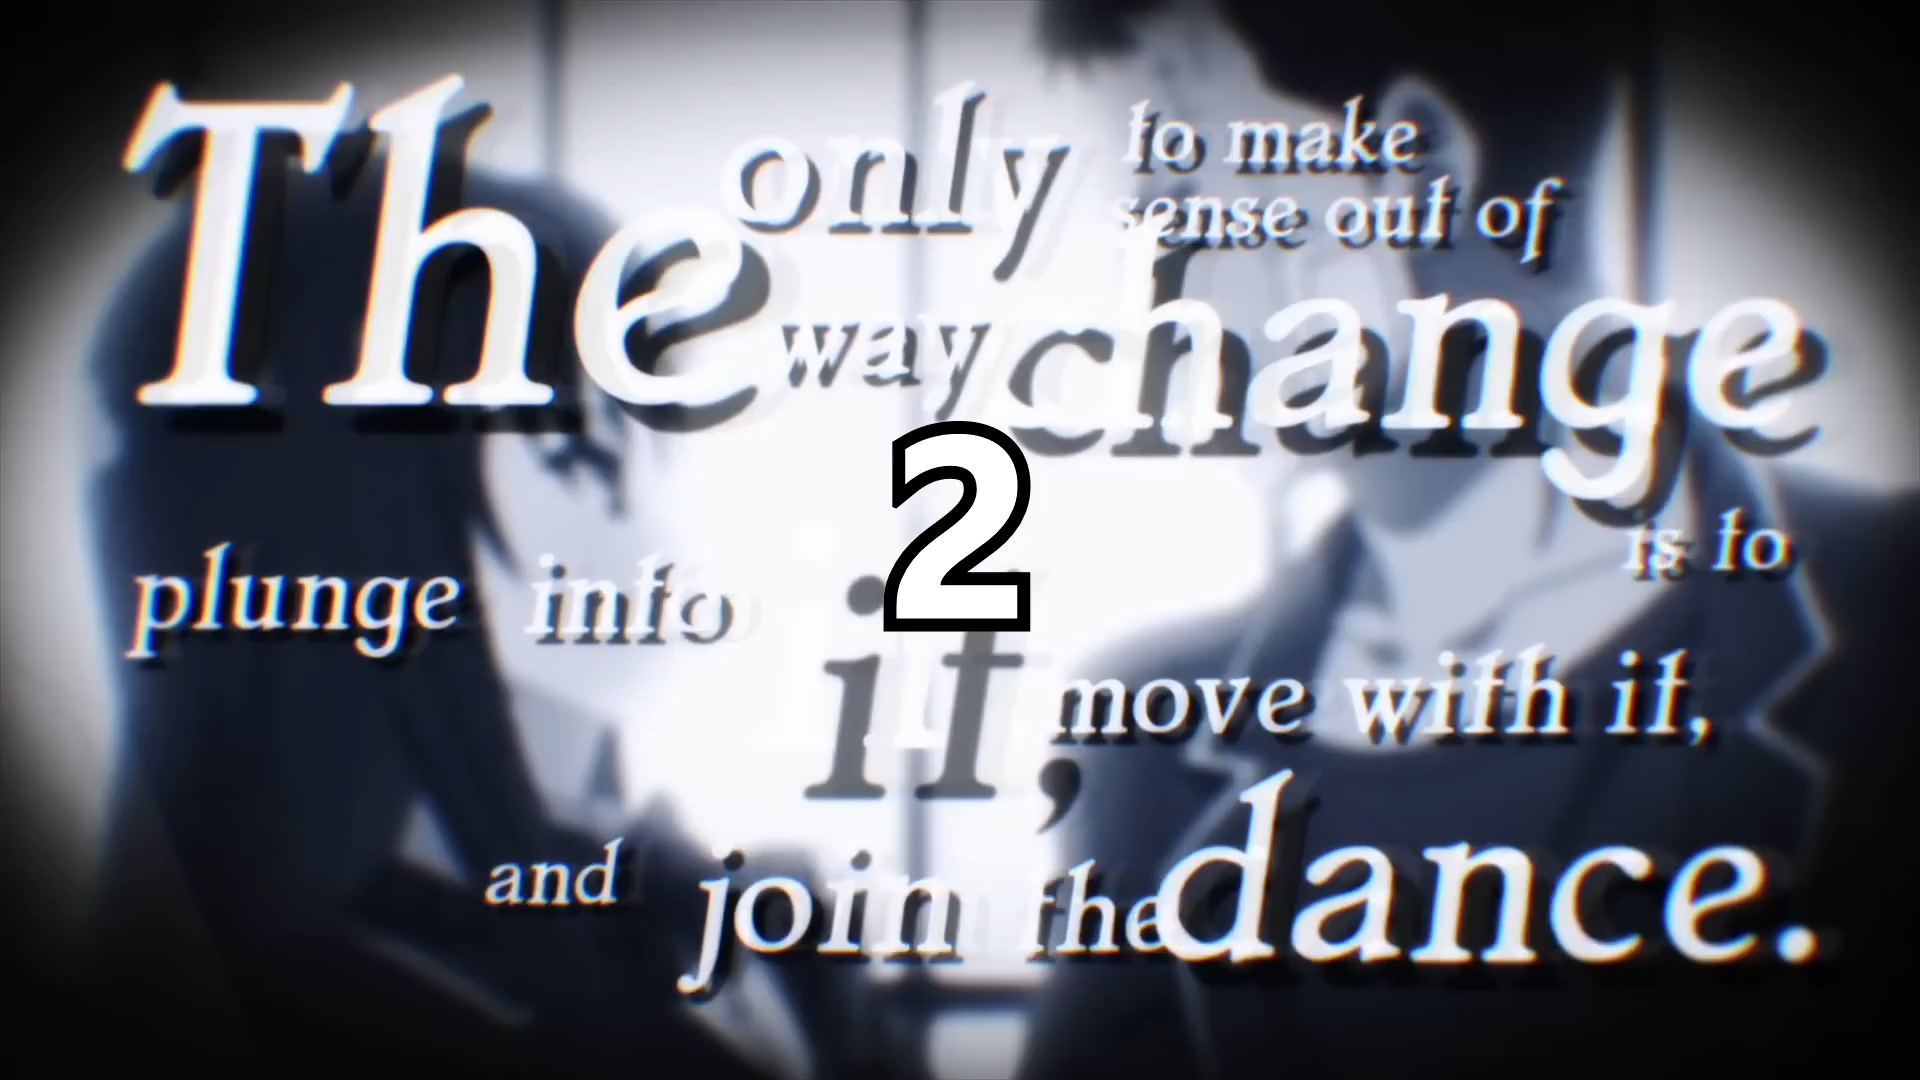 The only way to make
sense out of
change
is to
2
plunge into it, move with it,
and join the dance.